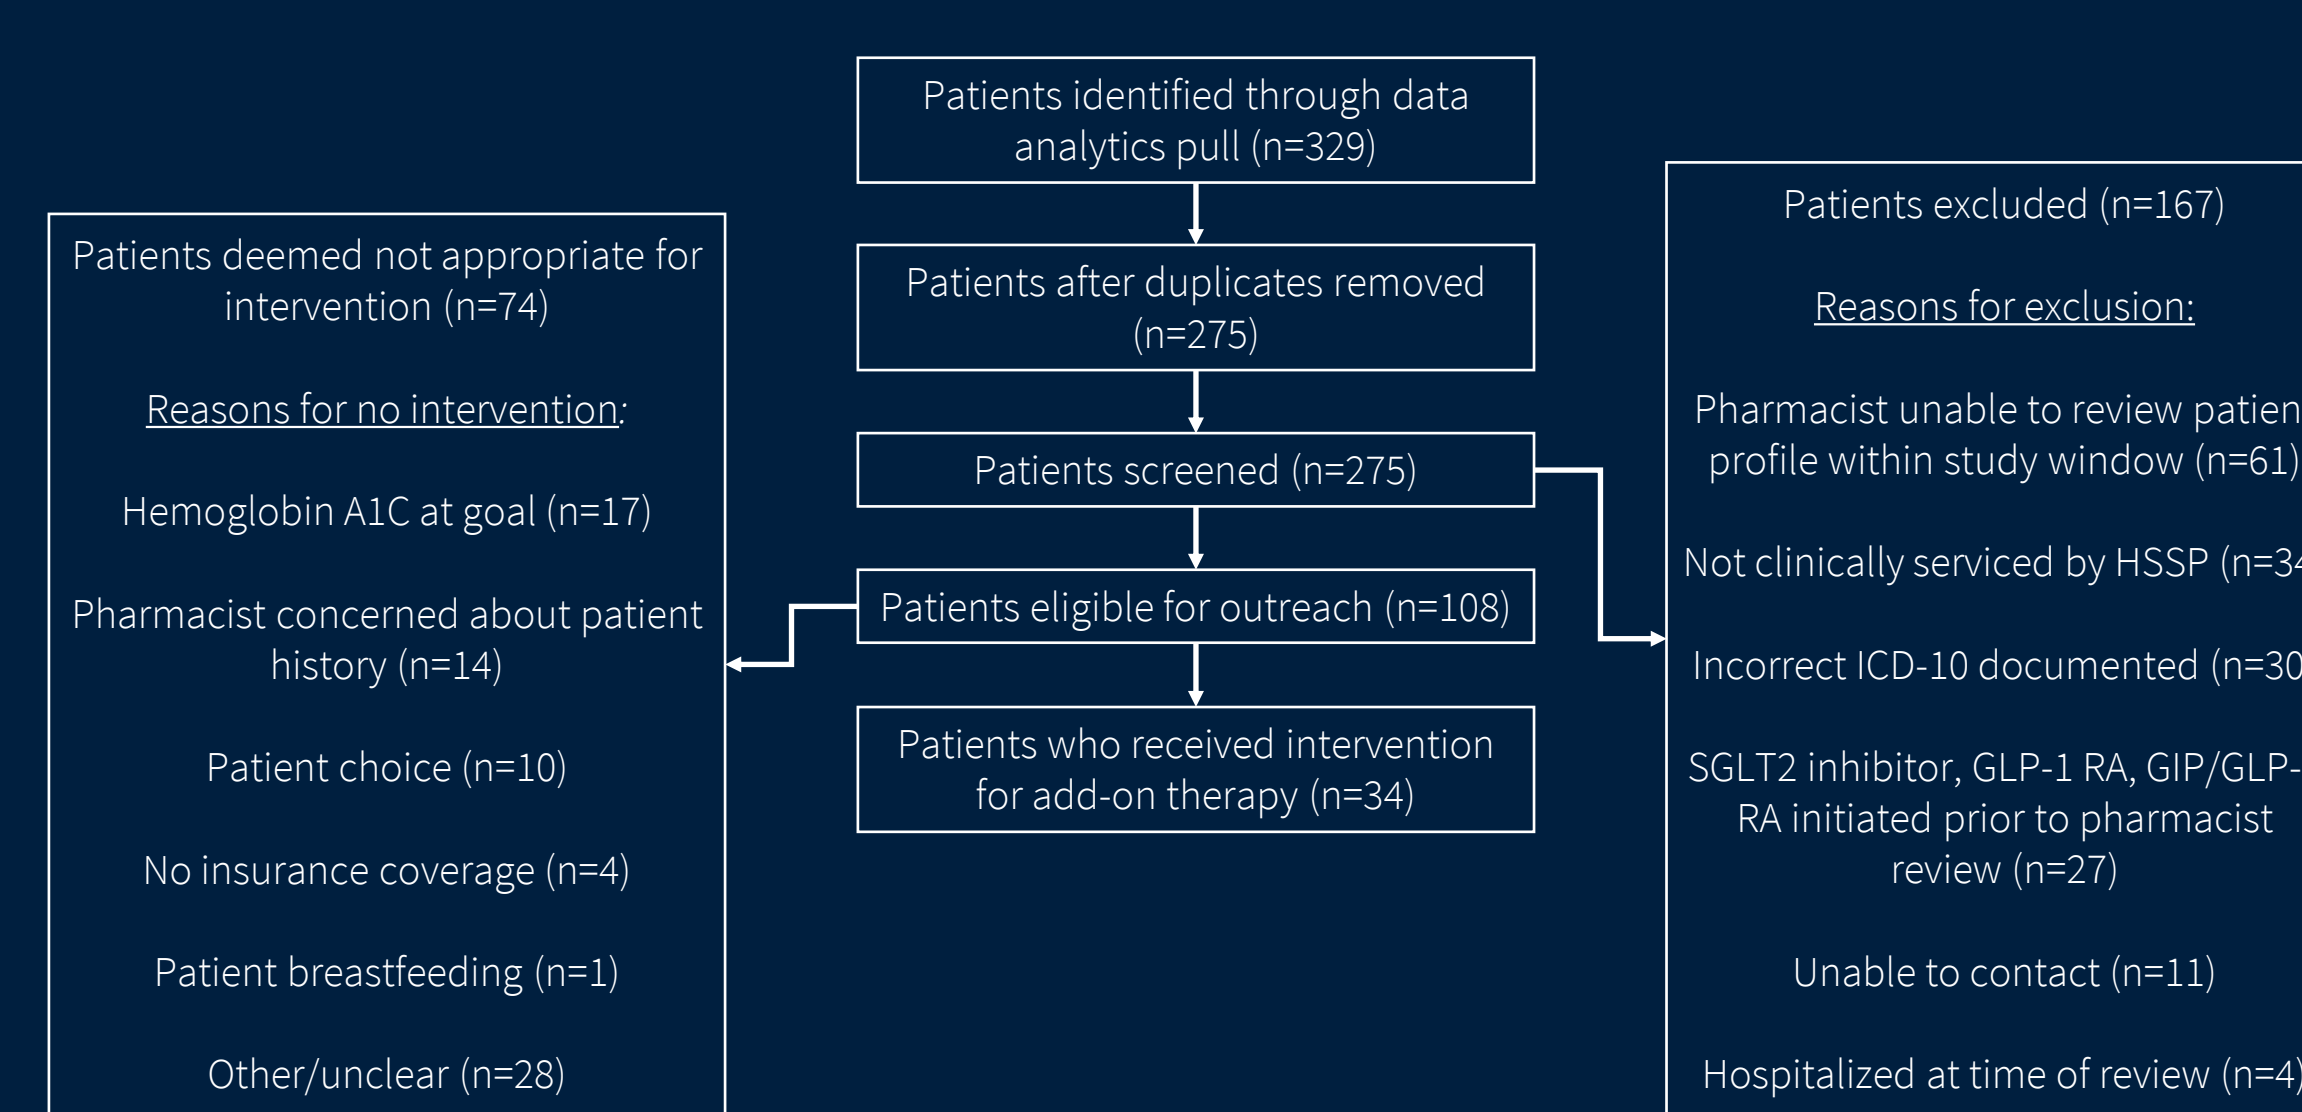 Patients identified through data
analytics pull (n=329)
Patients after duplicates removed
(n=275)
Patients screened (n=275)
Patients eligible for outreach (n=108)
Patients who received intervention
for add-on therapy (n=34)
Patients deemed not appropriate for
intervention (n=74)
Reasons for no intervention:
Hemoglobin A1C at goal (n=17)
Pharmacist concerned about patient
history (n=14)
Patient choice (n=10)
No insurance coverage (n=4)
Patient breastfeeding (n=1)
Other/unclear (n=28)
Patients excluded (n=167)
Reasons for exclusion:
Pharmacist unable to review patien
profile within study window (n=61)
Not clinically serviced by HSSP (n=34
Incorrect ICD-10 documented (n=30
SGLT2 inhibitor, GLP-1 RA, GIP/GLP-
RA initiated prior to pharmacist
review (n=27)
Unable to contact (n=11)
Hospitalized at time of review (n=4)